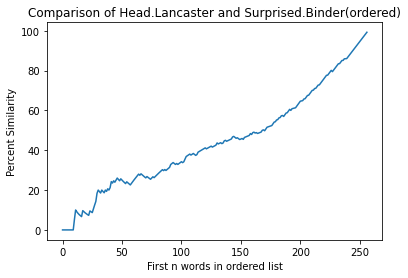 Comparison of Head.Lancaster and Surprised.Binder(ordered)
100
80
60
40
20
0
Percent Similarity
0 50 100 150 200 250
First n words in ordered list